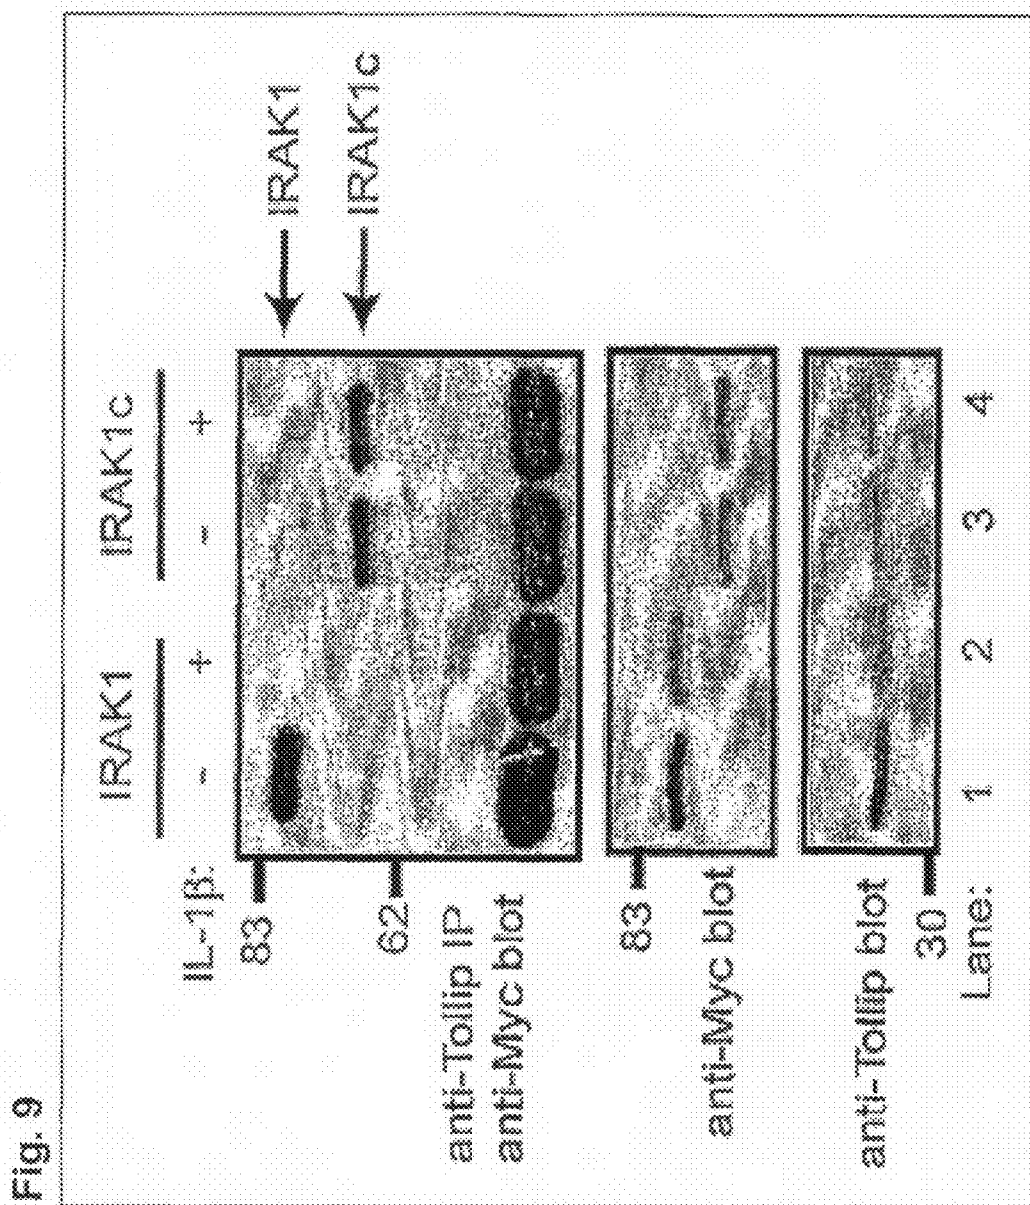 Fig. 9
IRAK1 IRAK1c
IL-1β: - + - +
83
IRAK1
IRAK1c
62
anti-Tollip IP
anti-Myc blot
83
anti-Myc blot
anti-Tollip blot
30
Lane: 1 2 3 4